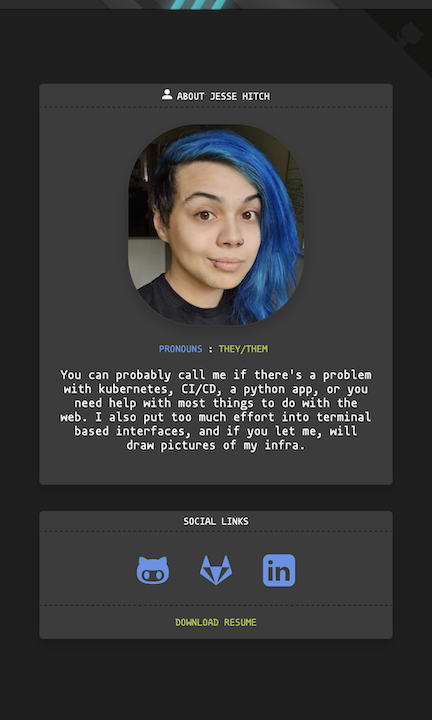 ABOUT JESSE HITCH
PRONOUNS : THEY/THEM
You can probably call me if there's a problem
with kubernetes, CI/CD, a python app, or you
need help with most things to do with the
web. I also put too much effort into terminal
based interfaces, and if you let me, will
draw pictures of my infra.
SOCIAL LINKS
in
DOWNLOAD RESUME